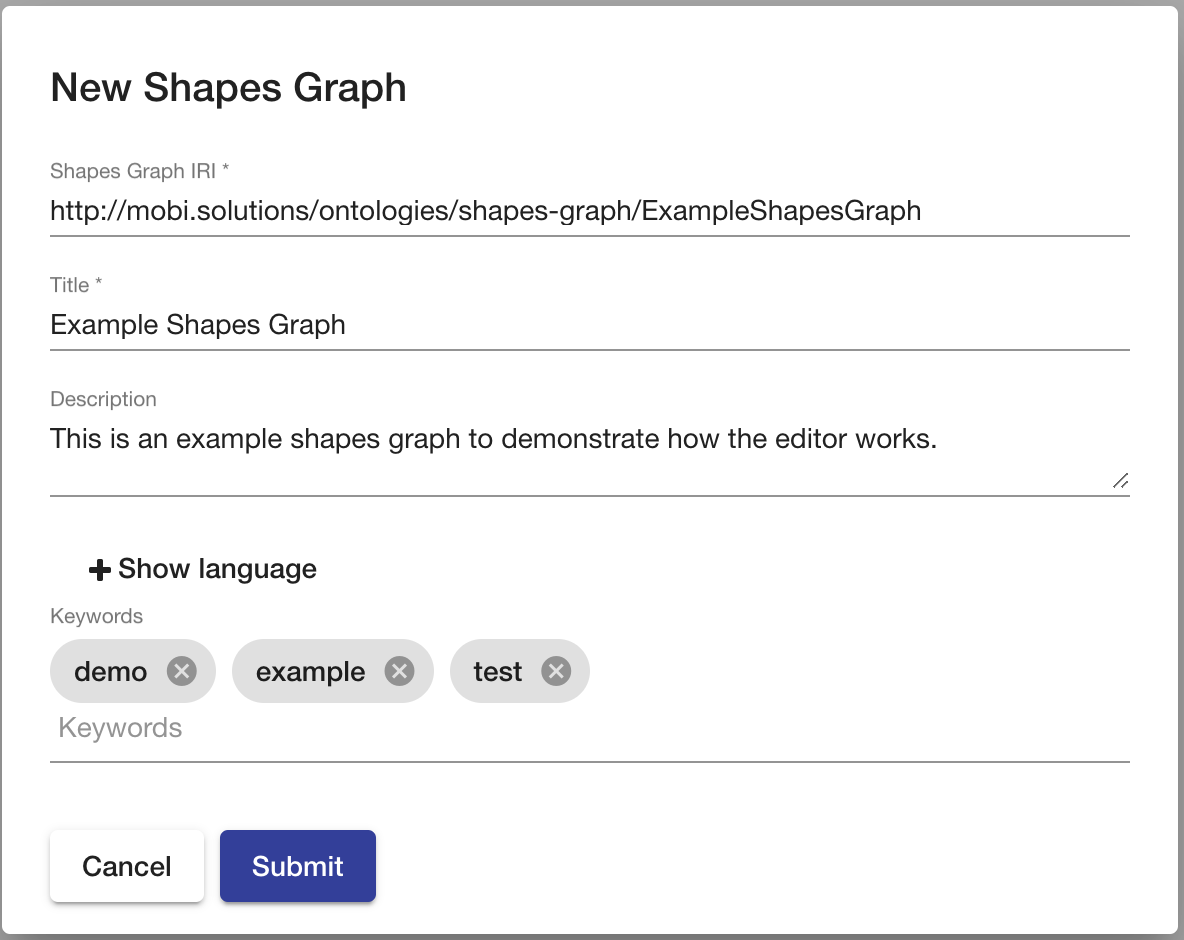 New Shapes Graph
Shapes Graph IRI *
http://mobi.solutions/ontologies/shapes-graph/ExampleShapesGraph
Title *
Example Shapes Graph
Description
This is an example shapes graph to demonstrate how the editor works.
Show language
Keywords
demo example test
Keywords
Cancel Submit